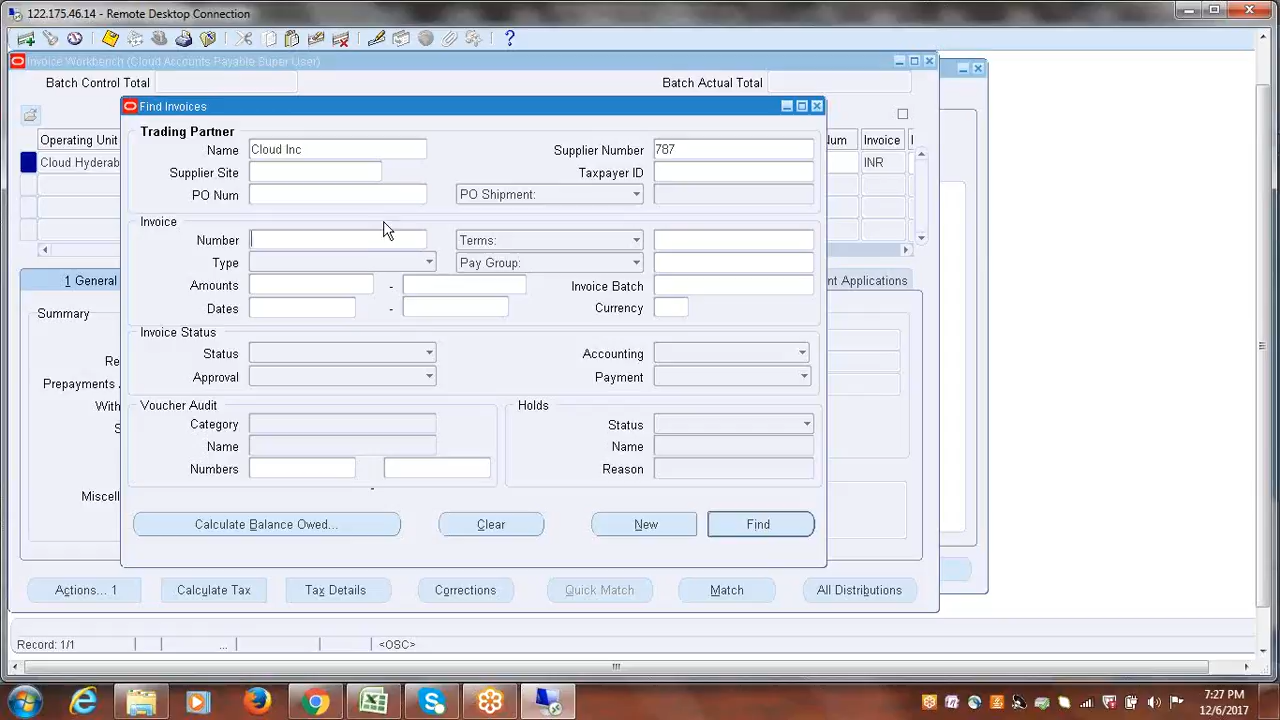 122.175.46.14 - Remote Desktop Connection
Invoice Workbench (Cloud Accounts Payable Super User)
Batch Control Total
Batch Actual Total
Find Invoices
Trading Partner
Name Cloud Inc Supplier Number 787
Supplier Site Taxpayer ID
PO Num PO Shipment:
Operating Unit Num Invoice
Cloud Hyderab INR
Invoice
Number Terms:
Type Pay Group:
Amounts - Invoice Batch
Dates - Currency
1 General nt Applications
Summary
Re
Prepayments
With
S
Miscell
Invoice Status
Status Accounting
Approval Payment
Voucher Audit
Category
Name
Numbers
-
Holds
Status
Name
Reason
Calculate Balance Owed... Clear New Find
Actions... 1 Calculate Tax Tax Details Corrections Quick Match Match All Distributions
Record: 1/1 ... <OSC>
7:27 PM
12/6/2017